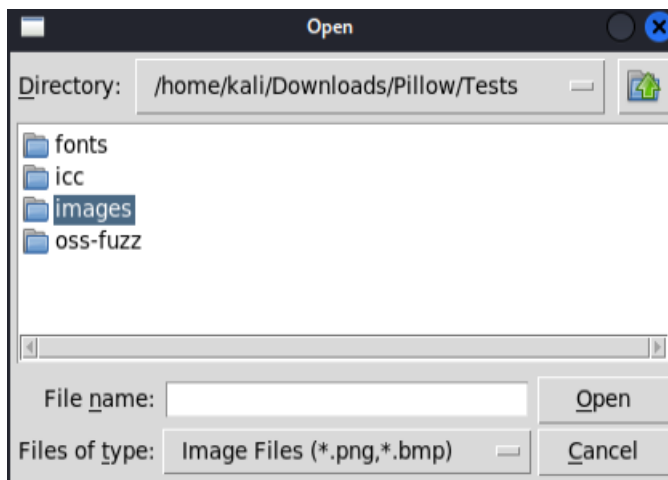 Open
Directory: /home/kali/Downloads/Pillow/Tests
fonts
icc
images
oss-fuzz
File name: Open
Files of type: Image Files (*.png,*.bmp) Cancel